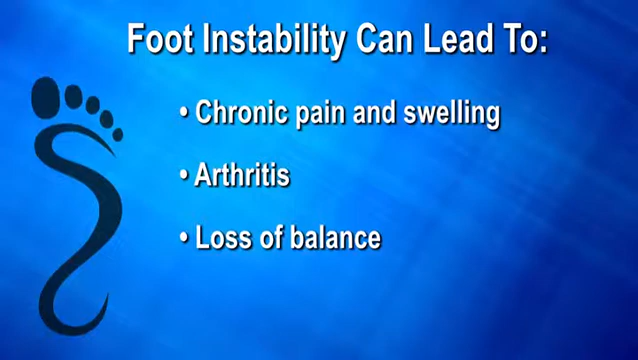 Foot Instability Can Lead To:
• Chronic pain and swelling
• Arthritis
• Loss of balance